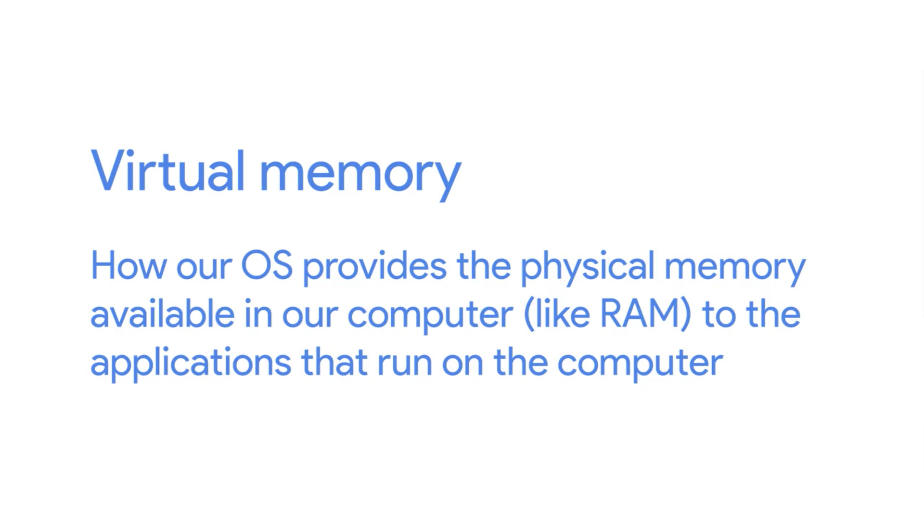 Virtual memory
How our OS provides the physical memory
available in our computer (like RAM) to the
applications that run on the computer